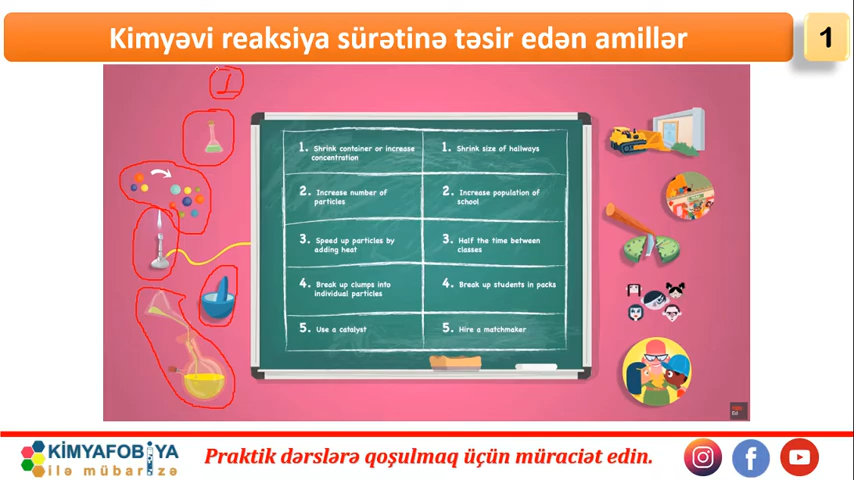 Kimyəvi reaksiya sürətinə təsir edən amillər
1
1
1. Shrink container or increase
concentration
1. Shrink size of hallways
2. Increase number of
particles
2. Increase population of
school
3. Speed up particles by
adding heat
3. Half the time between
classes
4. Break up clumps into
individual particles
4. Break up students in packs
5. Use a catalyst
5. Hire a matchmaker
KİMYAFOBİYA
ilə mübarizə
Praktik dərslərə qoşulmaq üçün müraciət edin.